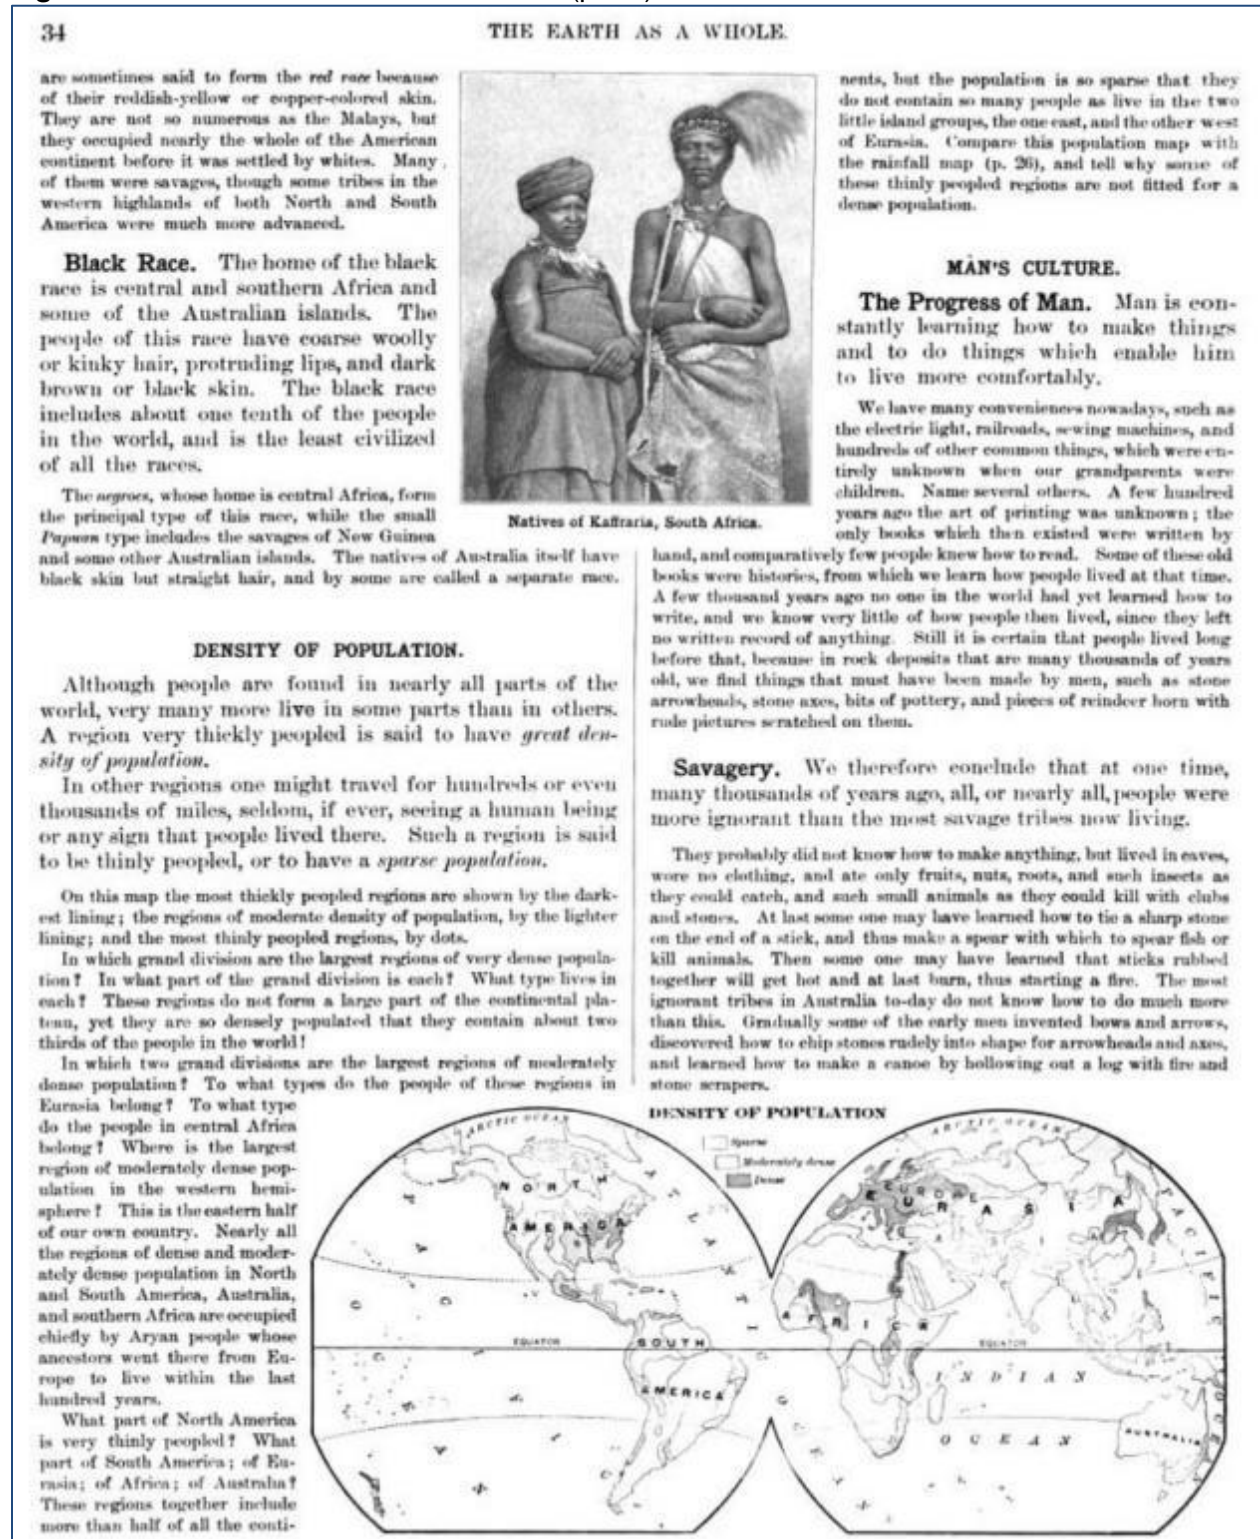 34
THE EARTH AS A WHOLE.
are sometimes said to form the red race because
of their reddish-yellow or copper-colored skin.
They are not so numerous as the Malays, but
they occupied nearly the whole of the American
continent before it was settled by whites. Many
of them were savages, though some tribes in the
western highlands of both North and South
America were much more advanced.
Black Race. The home of the black
race is central and southern Africa and
some of the Australian islands. The
people of this race have coarse woolly
or kinky hair, protruding lips, and dark
brown or black skin. The black race
includes about one tenth of the people
in the world, and is the least civilized
of all the races.
The negroes, whose home is central Africa, form
the principal type of this race, while the small
Papuan type includes the savages of New Guinea
and some other Australian islands. The natives of Australia itself have
black skin but straight hair, and by some are called a separate race.
Natives of Kaffraria, South Africa.
DENSITY OF POPULATION.
Although people are found in nearly all parts of the
world, very many more live in some parts than in others.
A region very thickly peopled is said to have great den-
sity of population.
In other regions one might travel for hundreds or even
thousands of miles, seldom, if ever, seeing a human being
or any sign that people lived there. Such a region is said
to be thinly peopled, or to have a sparse population.
On this map the most thickly peopled regions are shown by the dark-
est lining; the regions of moderate density of population, by the lighter
lining; and the most thinly peopled regions, by dots.
In which grand division are the largest regions of very dense popula-
tion? In what part of the grand division is each? What type lives in
each? These regions do not form a large part of the continental pla-
teau, yet they are so densely populated that they contain about two
thirds of the people in the world!
In which two grand divisions are the largest regions of moderately
dense population? To what types do the people of these regions in
Eurasia belong? To what type
do the people in central Africa
belong? Where is the largest
region of moderately dense pop-
ulation in the western hemi-
sphere? This is the eastern half
of our own country. Nearly all
the regions of dense and moder-
ately dense population in North
and South America, Australia,
and southern Africa are occupied
chiefly by Aryan people whose
ancestors went there from Eu-
rope to live within the last
hundred years.
What part of North America
is very thinly peopled? What
part of South America; of Eu-
rasia; of Africa; of Australia?
These regions together include
more than half of all the conti-
nents, but the population is so sparse that they
do not contain so many people as live in the two
little island groups, the one east, and the other west
of Eurasia. Compare this population map with
the rainfall map (p. 26), and tell why some of
these thinly peopled regions are not fitted for a
dense population.
MAN'S CULTURE.
The Progress of Man. Man is con-
stantly learning how to make things
and to do things which enable him
to live more comfortably.
We have many conveniences nowadays, such as
the electric light, railroads, sewing machines, and
hundreds of other common things, which were en-
tirely unknown when our grandparents were
children. Name several others. A few hundred
years ago the art of printing was unknown; the
only books which then existed were written by
hand, and comparatively few people knew how to read. Some of these old
books were histories, from which we learn how people lived at that time.
A few thousand years ago no one in the world had yet learned how to
write, and we know very little of how people then lived, since they left
no written record of anything. Still it is certain that people lived long
before that, because in rock deposits that are many thousands of years
old, we find things that must have been made by men, such as stone
arrowheads, stone axes, bits of pottery, and pieces of reindeer horn with
rude pictures scratched on them.
Savagery. We therefore conclude that at one time,
many thousands of years ago, all, or nearly all, people were
more ignorant than the most savage tribes now living.
They probably did not know how to make anything, but lived in caves,
wore no clothing, and ate only fruits, nuts, roots, and such insects as
they could catch, and such small animals as they could kill with clubs
and stones. At last some one may have learned how to tie a sharp stone
on the end of a stick, and thus make a spear with which to spear fish or
kill animals. Then some one may have learned that sticks rubbed
together will get hot and at last burn, thus starting a fire. The most
ignorant tribes in Australia to-day do not know how to do much more
than this. Gradually some of the early men invented bows and arrows,
discovered how to chip stones rudely into shape for arrowheads and axes,
and learned how to make a canoe by hollowing out a log with fire and
stone scrapers.
DENSITY OF POPULATION
Sparse
Moderately dense
Dense
ARCTIC OCEAN
ARCTIC OCEAN
NORTH
AMERICA
EUROPE
EURASIA
AFRICA
PACIFIC
EQUATOR
EQUATOR
SOUTH
AMERICA
INDIAN
OCEAN
AUSTRALIA